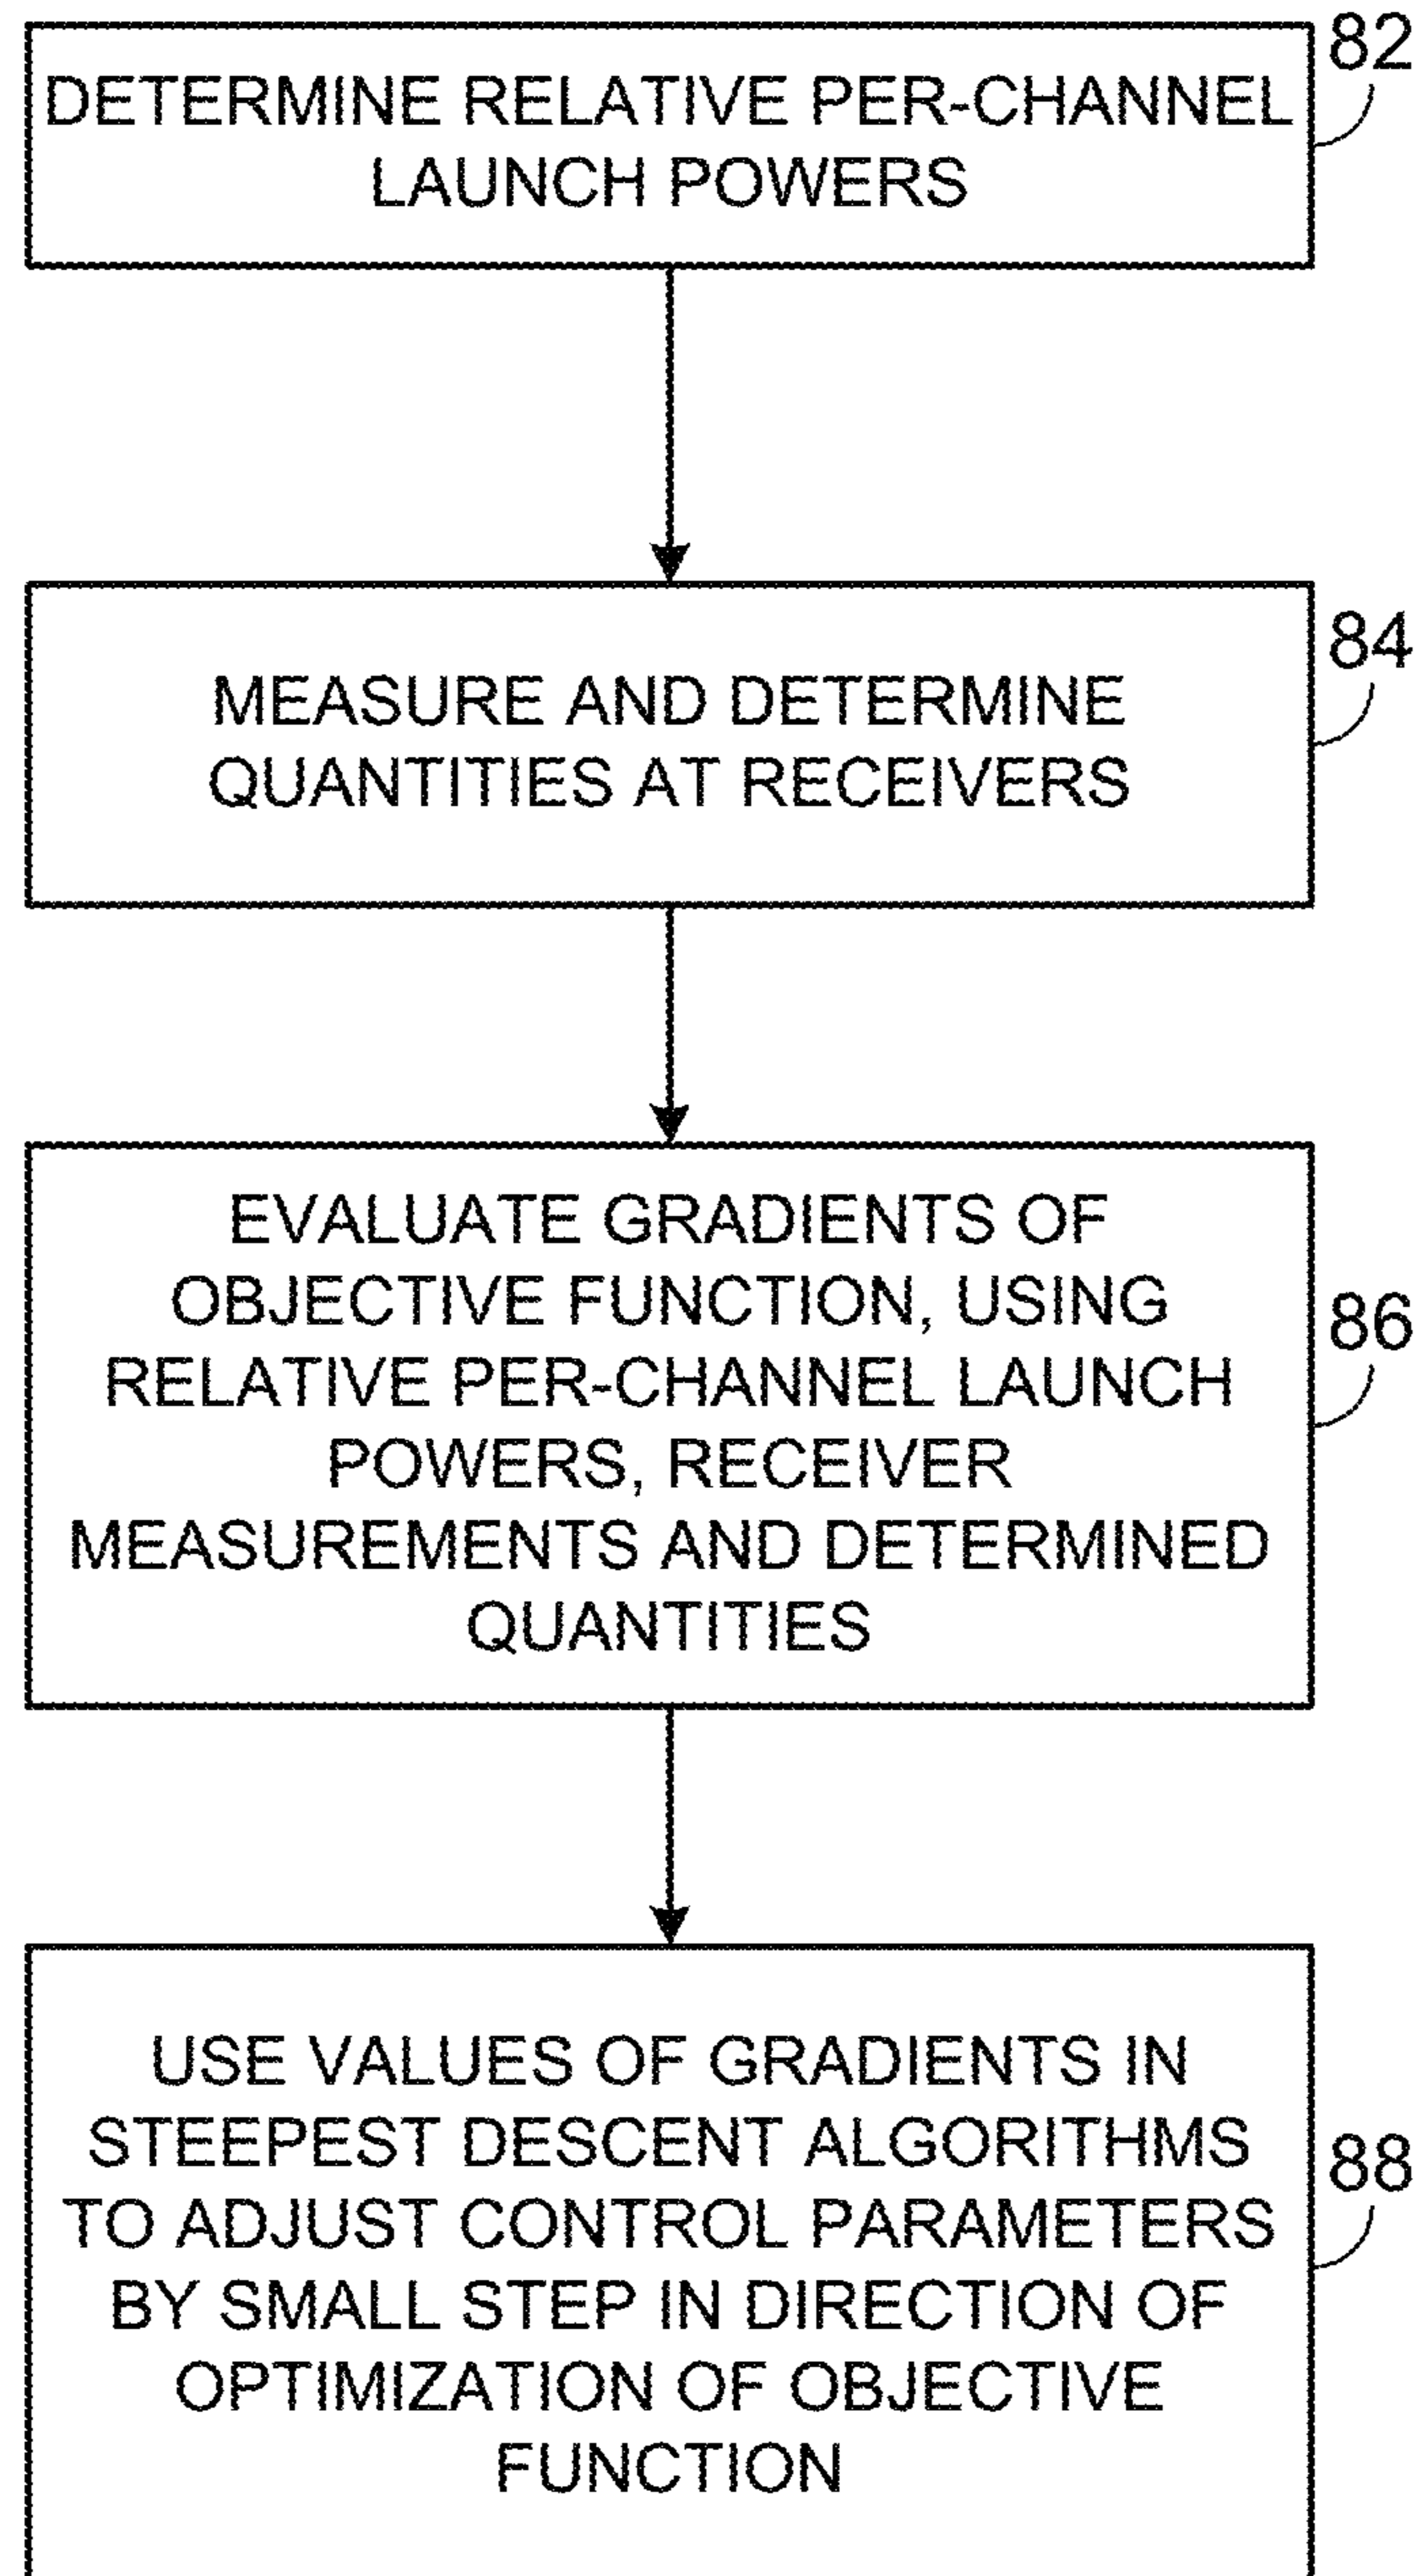 82
DETERMINE RELATIVE PER-CHANNEL
LAUNCH POWERS
84
MEASURE AND DETERMINE
QUANTITIES AT RECEIVERS
EVALUATE GRADIENTS OF
OBJECTIVE FUNCTION, USING
86
RELATIVE PER-CHANNEL LAUNCH
POWERS, RECEIVER
MEASUREMENTS AND DETERMINED
QUANTITIES
USE VALUES OF GRADIENTS IN
STEEPEST DESCENT ALGORITHMS
88
TO ADJUST CONTROL PARAMETERS
BY SMALL STEP IN DIRECTION OF
OPTIMIZATION OF OBJECTIVE
FUNCTION